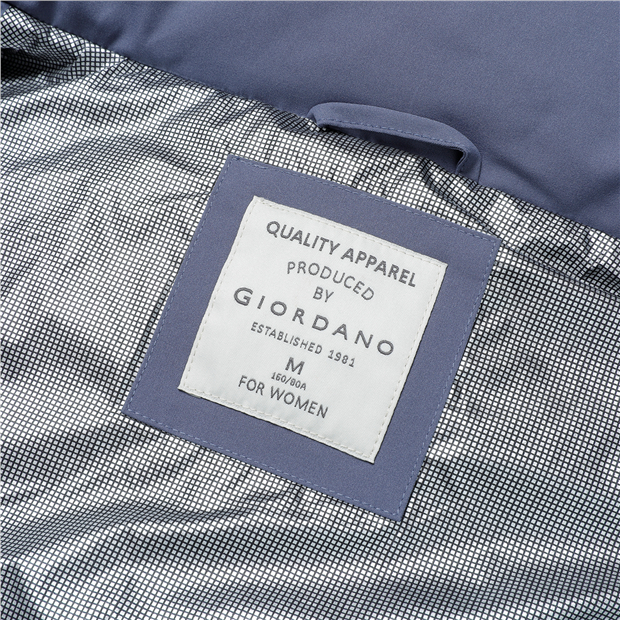 QUALITY APPAREL
PRODUCED
BY
GIORDANO
ESTABLISHED 1981
M
160/80A
FOR WOMEN